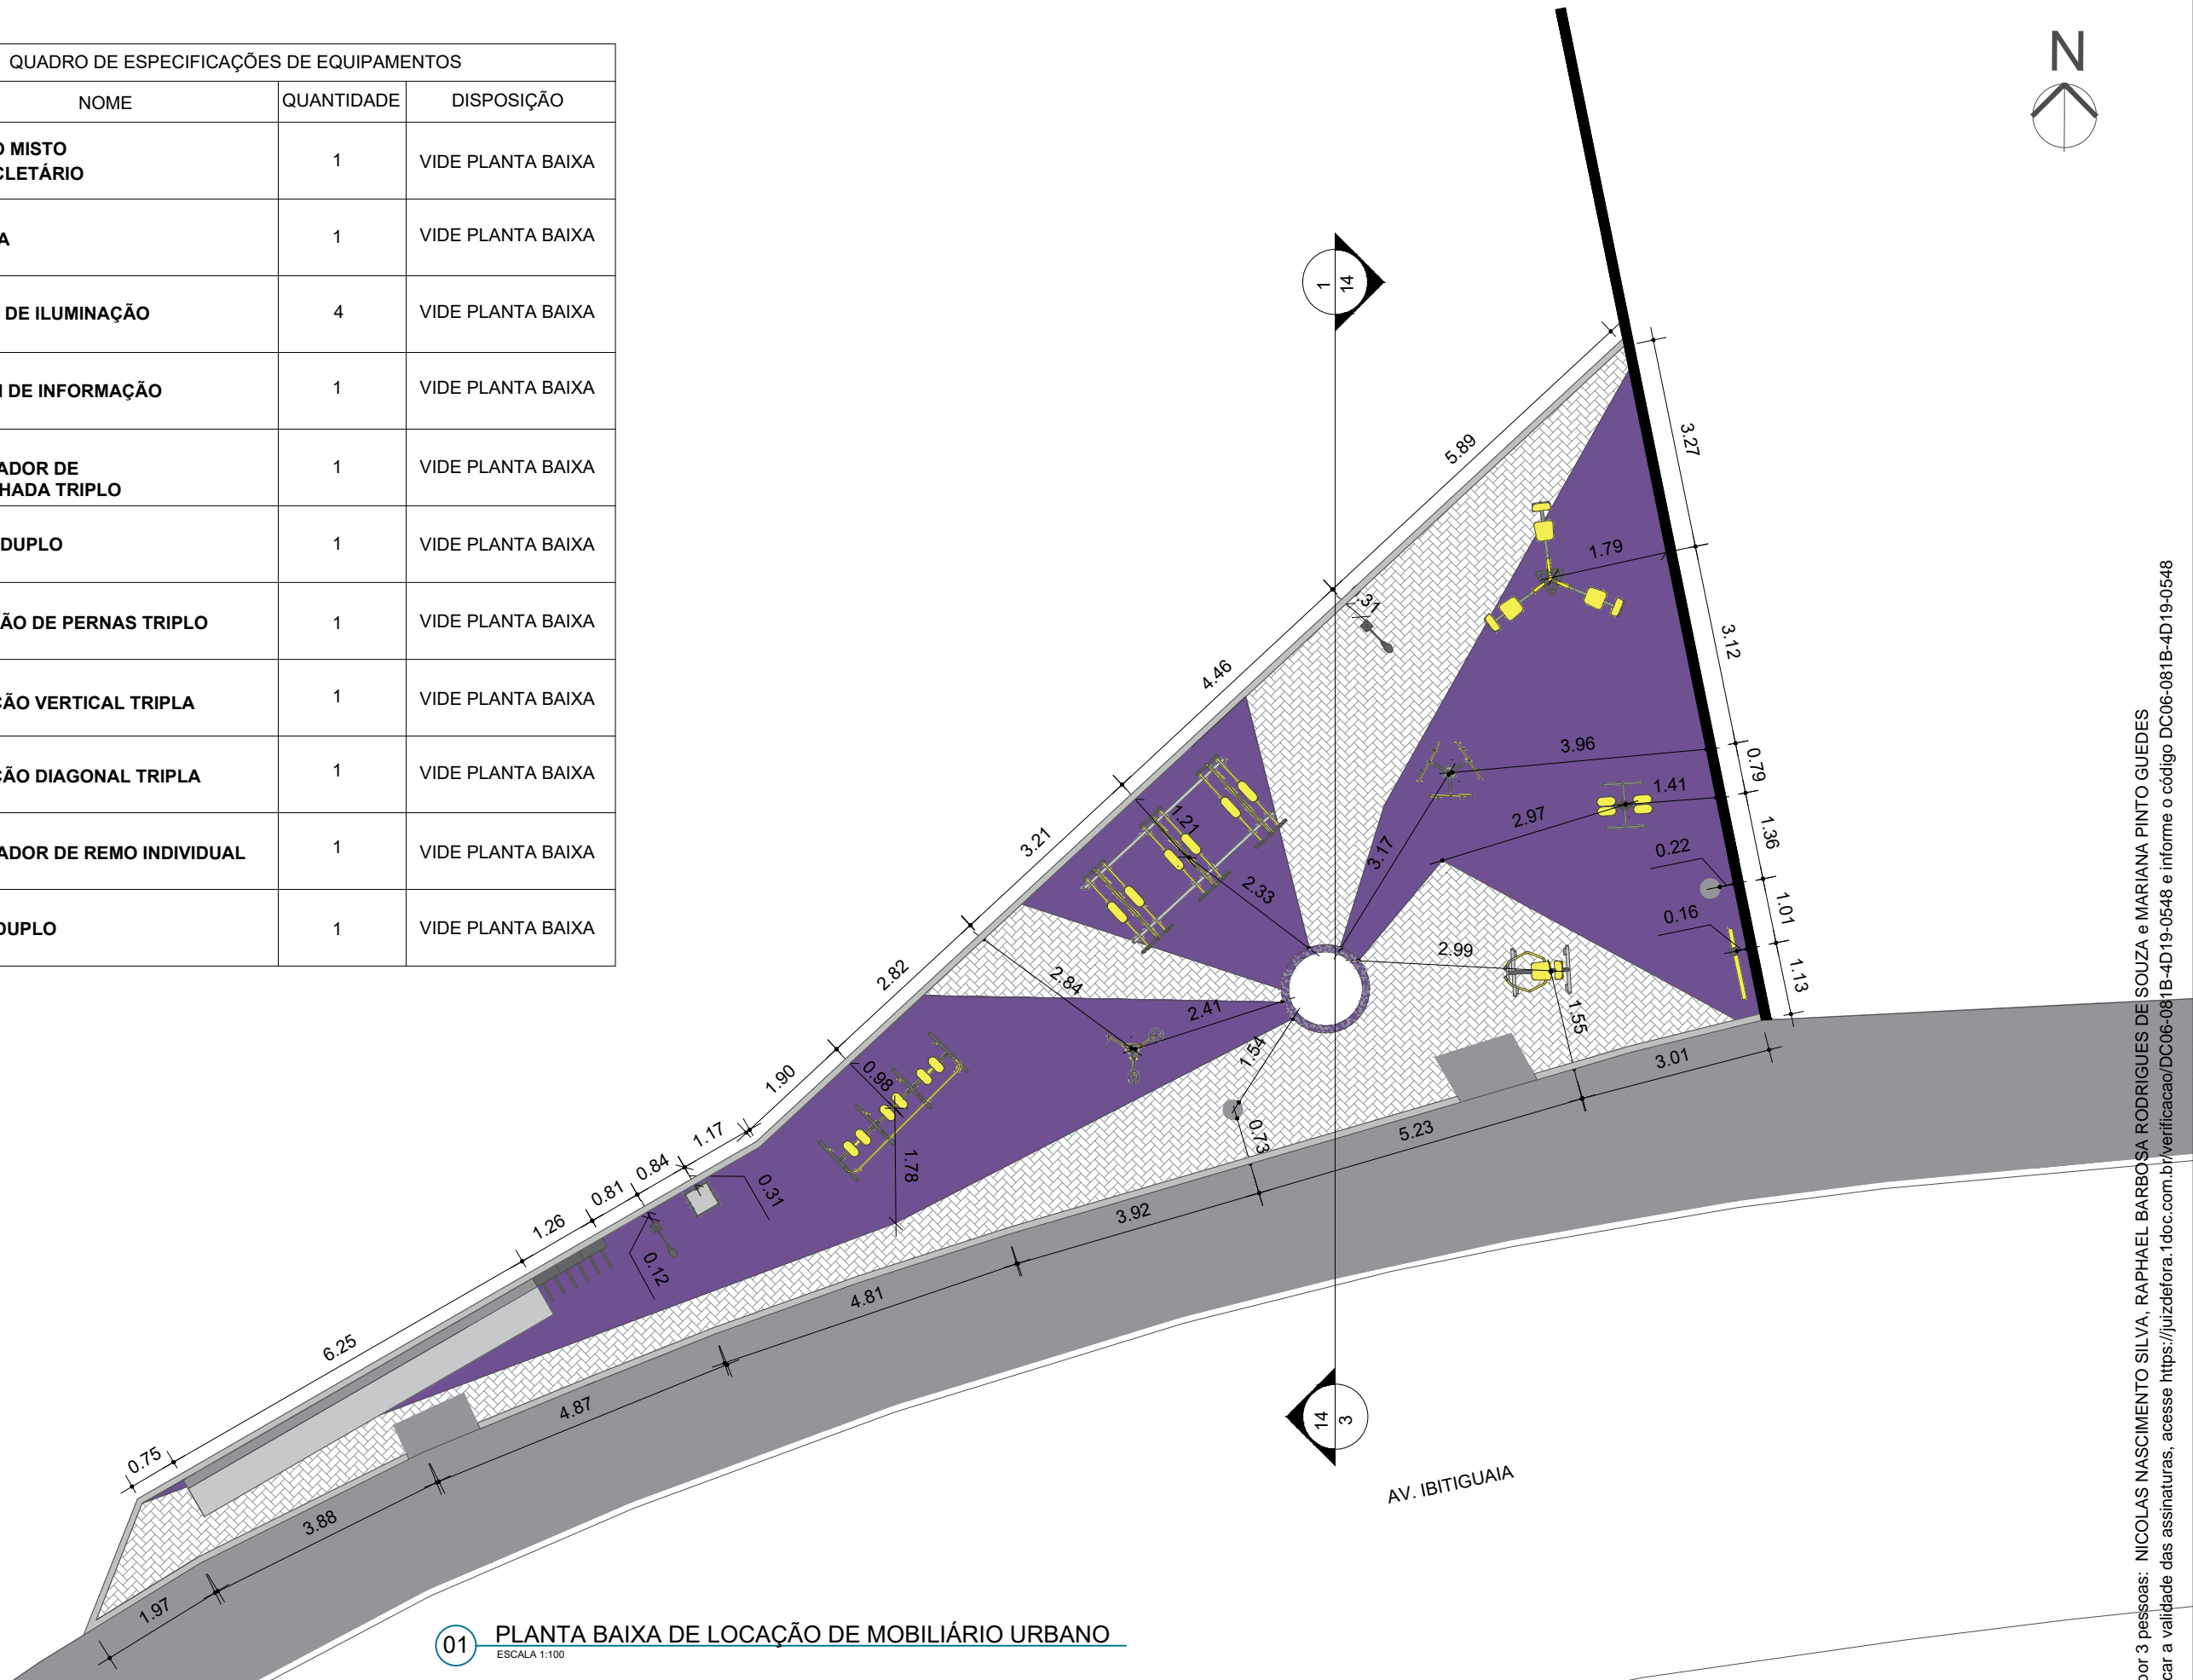 QUADRO DE ESPECIFICAÇÕES DE EQUIPAMENTOS
NOME QUANTIDADE DISPOSIÇÃO
O MISTO
CLETÁRIO 1 VIDE PLANTA BAIXA
A 1 VIDE PLANTA BAIXA
DE ILUMINAÇÃO 4 VIDE PLANTA BAIXA
DE INFORMAÇÃO 1 VIDE PLANTA BAIXA
ADOR DE
HADA TRIPLO 1 VIDE PLANTA BAIXA
DUPLO 1 VIDE PLANTA BAIXA
ÃO DE PERNAS TRIPLO 1 VIDE PLANTA BAIXA
ÇÃO VERTICAL TRIPLA 1 VIDE PLANTA BAIXA
ÇÃO DIAGONAL TRIPLA 1 VIDE PLANTA BAIXA
ADOR DE REMO INDIVIDUAL 1 VIDE PLANTA BAIXA
DUPLO 1 VIDE PLANTA BAIXA
N
1
14
5.89
3.27
1.79
.31
3.12
4.46
3.96
0.79
1.41
1.21
2.97
1.36
3.21
3.17
0.22
2.33
1.01
0.16
2.99
2.82
2.84
1.13
2.41
1.55
1.54
3.01
1.90
0.98
1.17
0.73
5.23
0.84
1.78
0.81
0.31
1.26
3.92
0.12
4.81
6.25
4.87
0.75
3.88
1.97
14
3
AV. IBITIGUAIA
01 PLANTA BAIXA DE LOCAÇÃO DE MOBILIÁRIO URBANO
ESCALA 1:100
por 3 pessoas: NICOLAS NASCIMENTO SILVA, RAPHAEL BARBOSA RODRIGUES DE SOUZA e MARIANA PINTO GUEDES
car a validade das assinaturas, acesse https://juizdefora.1doc.com.br/verificacao/DC06-081B-4D19-0548 e informe o código DC06-081B-4D19-0548